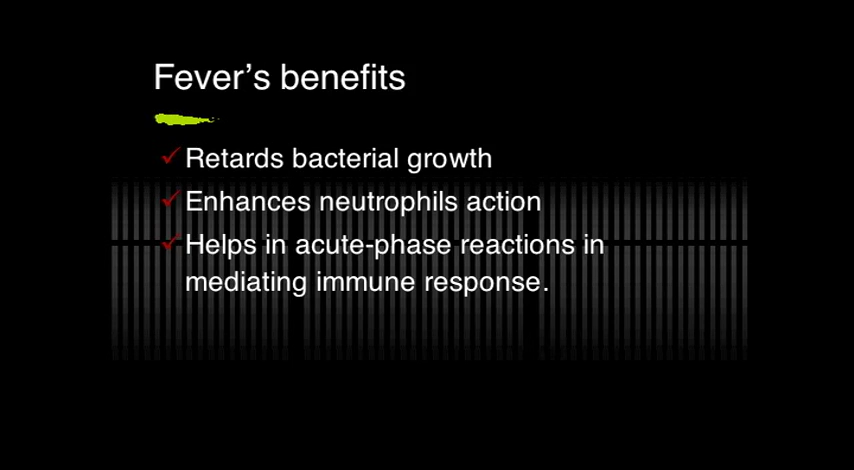 Fever’s benefits
✓ Retards bacterial growth
✓ Enhances neutrophils action
✓ Helps in acute-phase reactions in
mediating immune response.